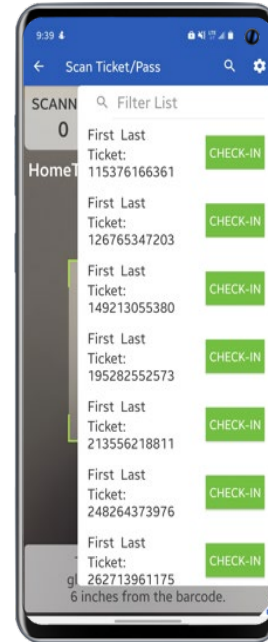 9:39
Scan Ticket/Pass
SCANN
0
Filter List
HomeT
First Last
Ticket:
115376166361
CHECK-IN
First Last
Ticket:
126765347203
CHECK-IN
First Last
Ticket:
149213055380
CHECK-IN
First Last
Ticket:
195282552573
CHECK-IN
First Last
Ticket:
213556218811
CHECK-IN
First Last
Ticket:
248264373976
CHECK-IN
First Last
Ticket:
262713961175
CHECK-IN
6 inches from the barcode.